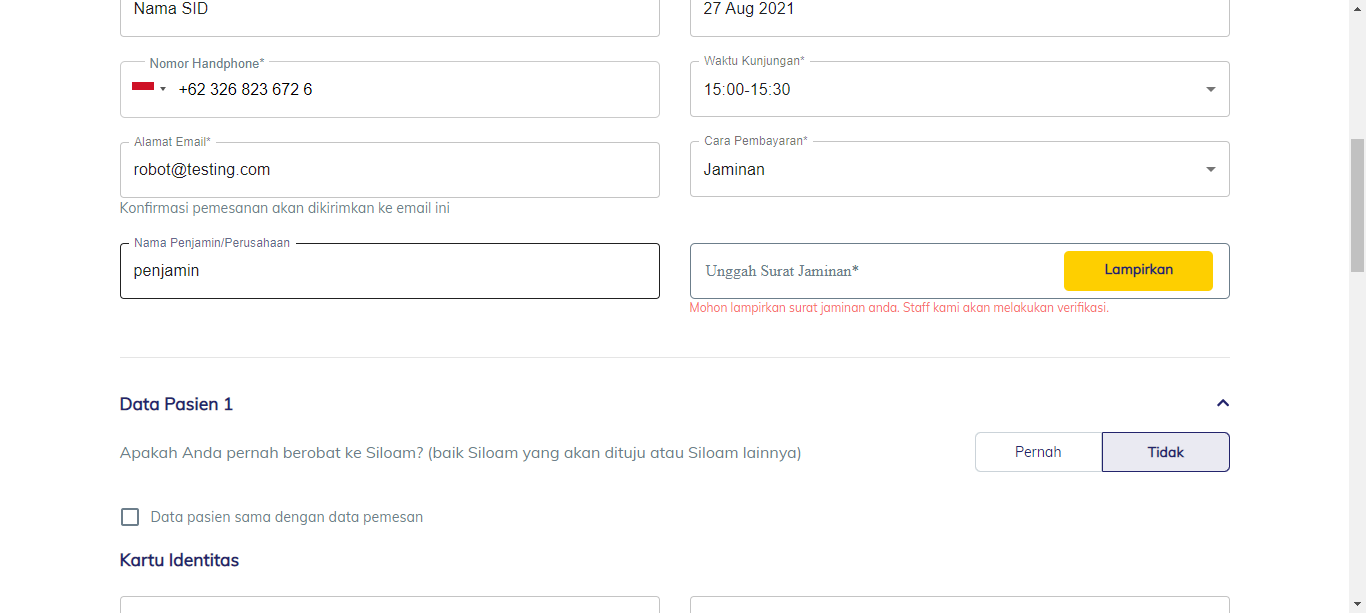 Nama SID
27 Aug 2021
Nomor Handphone*
+62 326 823 672 6
Waktu Kunjungan*
15:00-15:30
Alamat Email*
robot@testing.com
Konfirmasi pemesanan akan dikirimkan ke email ini
Cara Pembayaran*
Jaminan
Nama Penjamin/Perusahaan
penjamin
Unggah Surat Jaminan*
Lampirkan
Mohon lampirkan surat jaminan anda. Staff kami akan melakukan verifikasi.
Data Pasien 1
Apakah Anda pernah berobat ke Siloam? (baik Siloam yang akan dituju atau Siloam lainnya)
Pernah
Tidak
Data pasien sama dengan data pemesan
Kartu Identitas